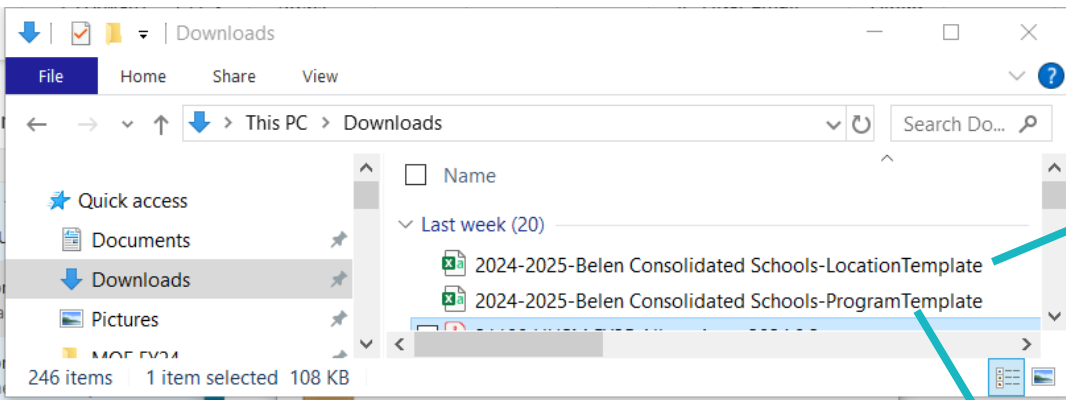 Downloads
File Home Share View
This PC > Downloads
Search Do...
Name
Quick access
Last week (20)
Documents
2024-2025-Belen Consolidated Schools-LocationTemplate
Downloads
2024-2025-Belen Consolidated Schools-ProgramTemplate
Pictures
MOE FY24
246 items 1 item selected 108 KB